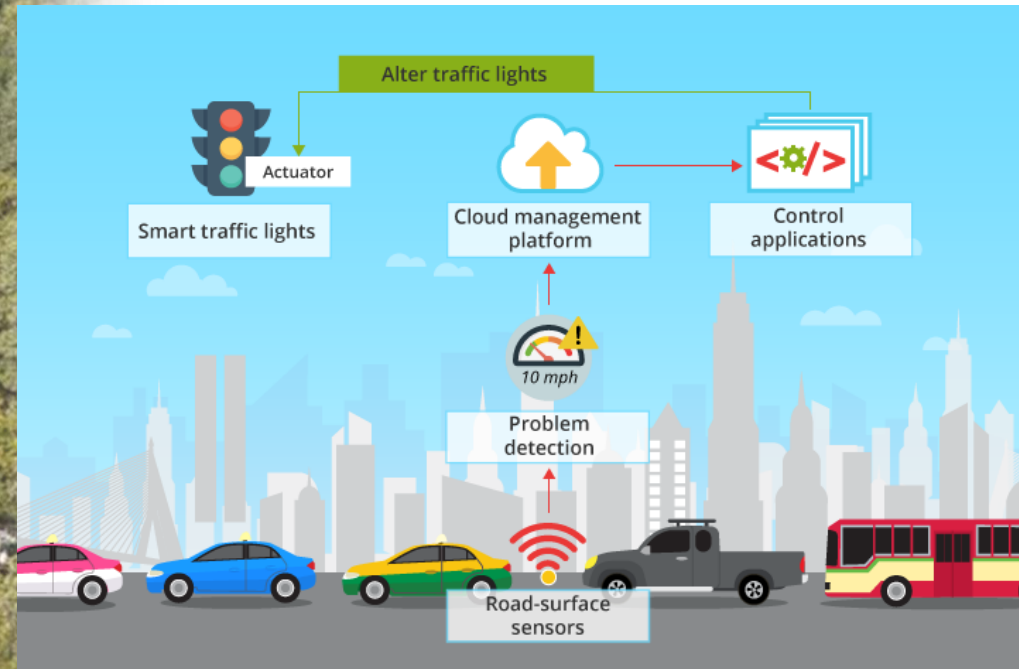 Alter traffic lights
Actuator
Smart traffic lights
Cloud management
platform
</>
Control
applications
!
10 mph
Problem
detection
Road-surface
sensors